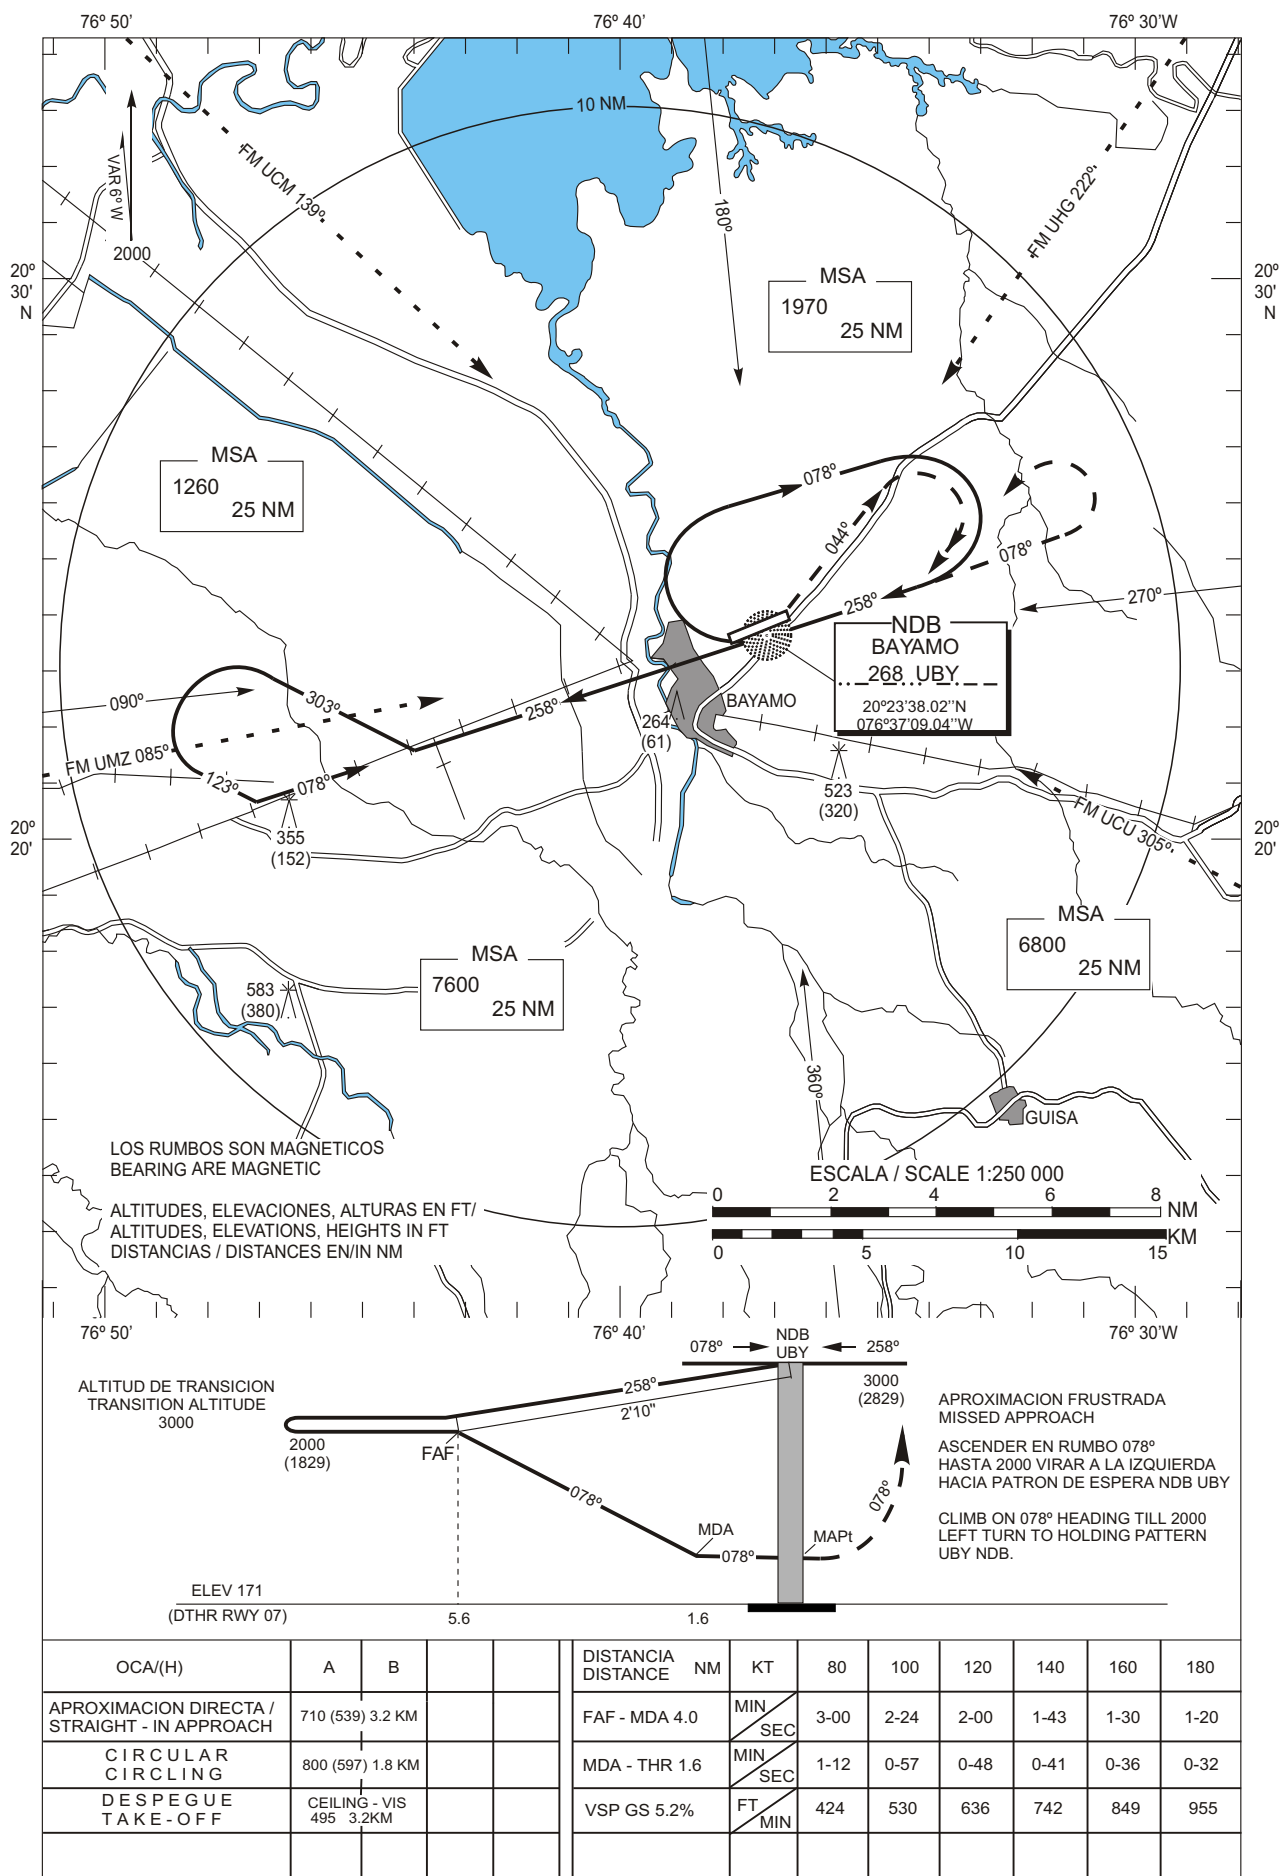 76º 50'
76º 40'
76º 30'W
10 NM
FM UCM 139º
FM UHG 222º
VAR 6º W
2000
180º
20º
30'
N
20º
30'
N
MSA
1970
25 NM
MSA
1260
25 NM
078º
044º
078º
258º
270º
NDB
BAYAMO
268 UBY
20º23'38.02''N
076º37'09.04''W
090º
303º
258º
264
(61)
BAYAMO
FM UMZ 085º
123º
078º
355
(152)
523
(320)
FM UCU 305º
20º
20'
20º
20'
MSA
6800
25 NM
MSA
7600
25 NM
583
(380)
360º
GUISA
LOS RUMBOS SON MAGNETICOS
BEARING ARE MAGNETIC
ALTITUDES, ELEVACIONES, ALTURAS EN FT/
ALTITUDES, ELEVATIONS, HEIGHTS IN FT
DISTANCIAS / DISTANCES EN/IN NM
ESCALA / SCALE 1:250 000
0 2 4 6 8
NM
KM
0 5 10 15
76º 50'
76º 40'
76º 30'W
078º
NDB
UBY
258º
ALTITUD DE TRANSICION
TRANSITION ALTITUDE
3000
258º
2'10"
3000
(2829)
2000
(1829)
FAF
078º
MDA
078º
MAPt
078º
APROXIMACION FRUSTRADA
MISSED APPROACH
ASCENDER EN RUMBO 078º
HASTA 2000 VIRAR A LA IZQUIERDA
HACIA PATRON DE ESPERA NDB UBY
CLIMB ON 078º HEADING TILL 2000
LEFT TURN TO HOLDING PATTERN
UBY NDB.
ELEV 171
(DTHR RWY 07)
5.6
1.6
OCA/(H) A B
APROXIMACION DIRECTA /
STRAIGHT - IN APPROACH
710 (539) 3.2 KM
CIRCULAR
CIRCLING
800 (597) 1.8 KM
DESPEGUE
TAKE-OFF
CEILING - VIS
495 3.2KM
DISTANCIA
DISTANCE NM KT 80 100 120 140 160 180
FAF - MDA 4.0 MIN SEC 3-00 2-24 2-00 1-43 1-30 1-20
MDA - THR 1.6 MIN SEC 1-12 0-57 0-48 0-41 0-36 0-32
VSP GS 5.2% FT MIN 424 530 636 742 849 955